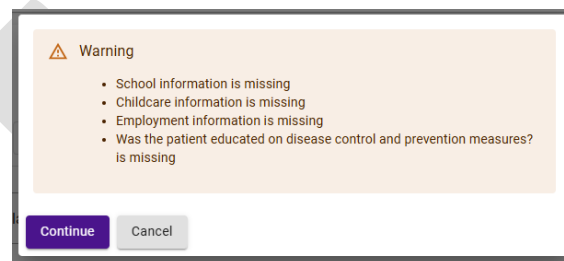 Warning
• School information is missing
• Childcare information is missing
• Employment information is missing
• Was the patient educated on disease control and prevention measures?
is missing
Continue
Cancel